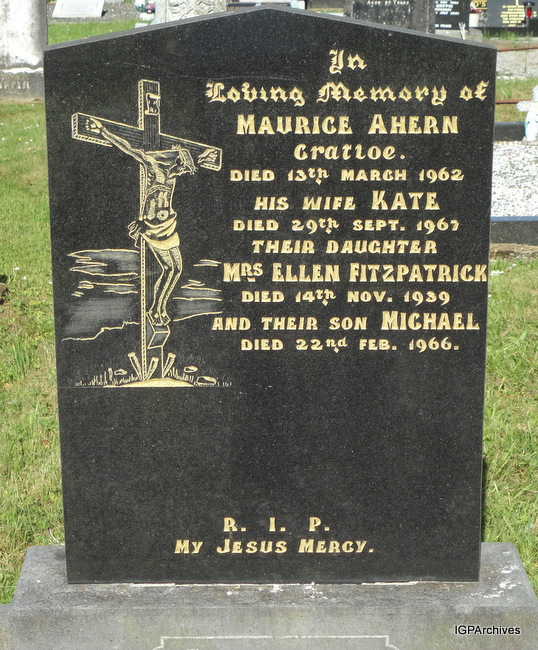 In
Loving Memory of
MAURICE AHERN
Cratloe.
DIED 13th MARCH 1962
HIS WIFE KATE
DIED 29th SEPT. 1967
THEIR DAUGHTER
MRS ELLEN FITZPATRICK
DIED 14th NOV. 1939
AND THEIR SON MICHAEL
DIED 22nd FEB. 1966.
R. I. P.
MY JESUS MERCY.
IGPArchives